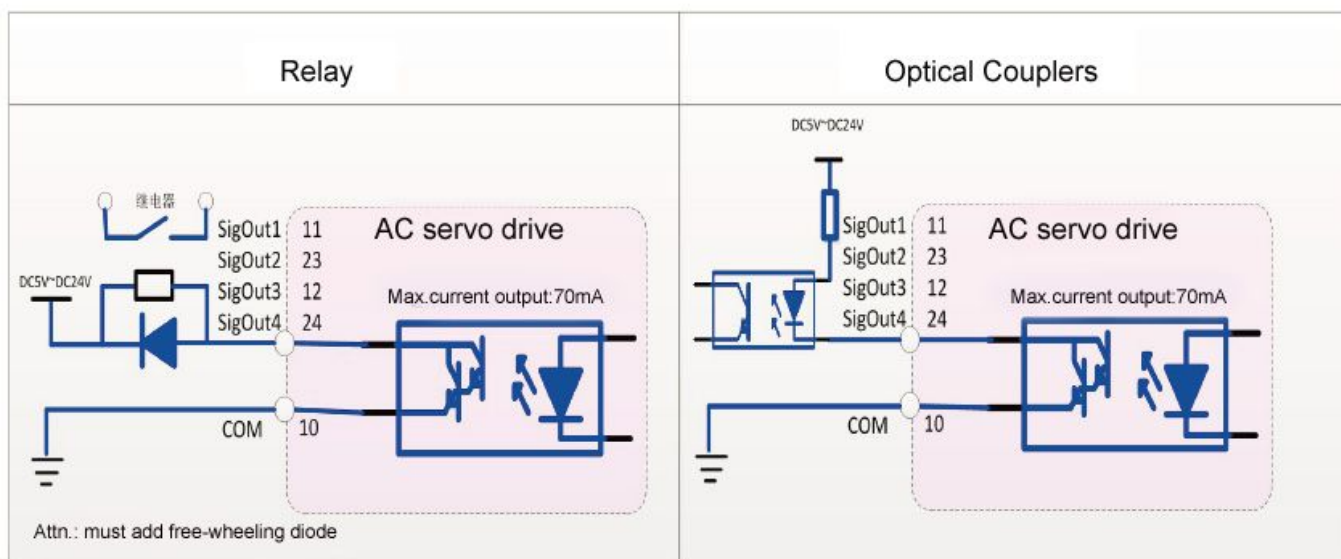 Relay
Optical Couplers
继电器
SigOut1 11
SigOut2 23
SigOut3 12
SigOut4 24
DC5V~DC24V
AC servo drive
Max.current output:70mA
COM 10
Attn.: must add free-wheeling diode
DC5V~DC24V
SigOut1 11
SigOut2 23
SigOut3 12
SigOut4 24
AC servo drive
Max.current output:70mA
COM 10